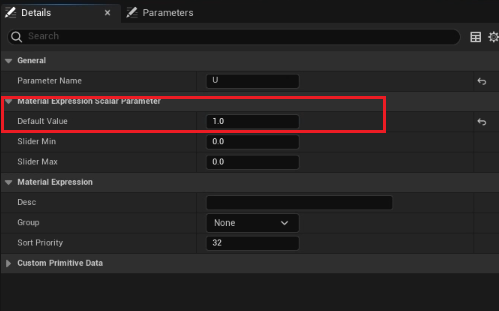 Details
Parameters
Search
General
Parameter Name U
Material Expression Scalar Parameter
Default Value 1.0
Slider Min 0.0
Slider Max 0.0
Material Expression
Desc
Group None
Sort Priority 32
Custom Primitive Data